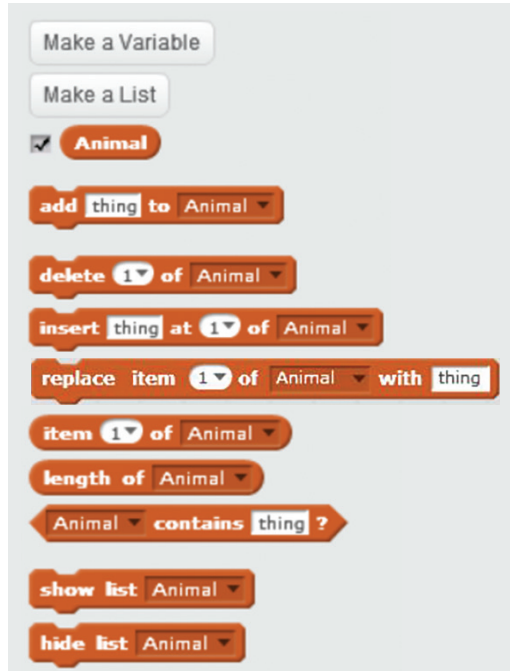 Make a Variable
Make a List
Animal
add thing to Animal
delete 1 of Animal
insert thing at 1 of Animal
replace item 1 of Animal with thing
item 1 of Animal
length of Animal
Animal contains thing ?
show list Animal
hide list Animal